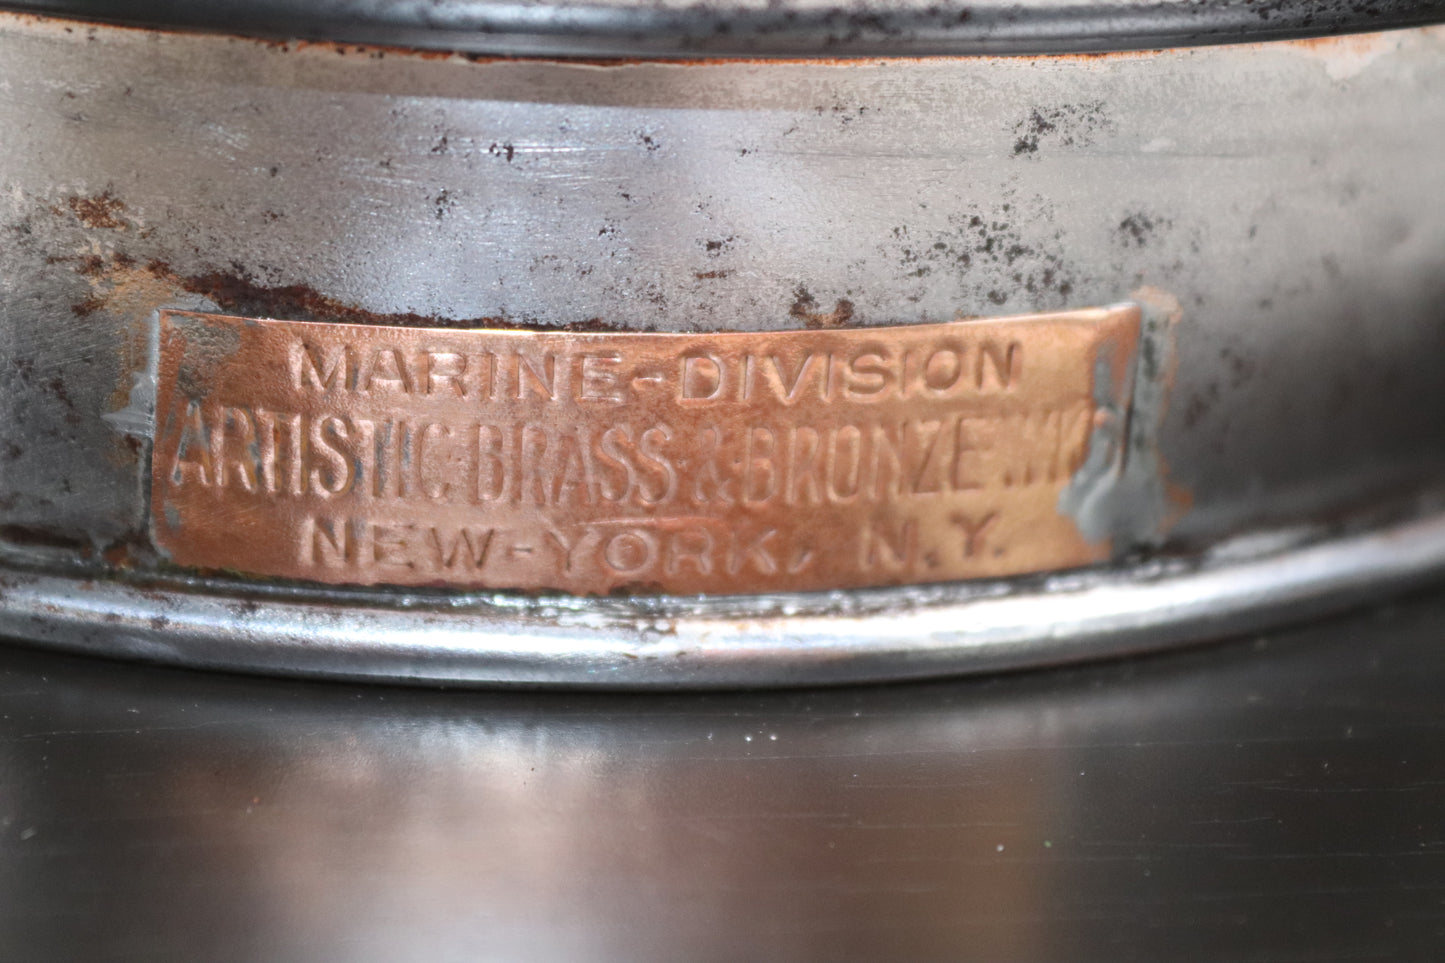 MARINE-DIVISION
ARTISTIC BRASS & BRONZE
NEW-YORK, N.Y.